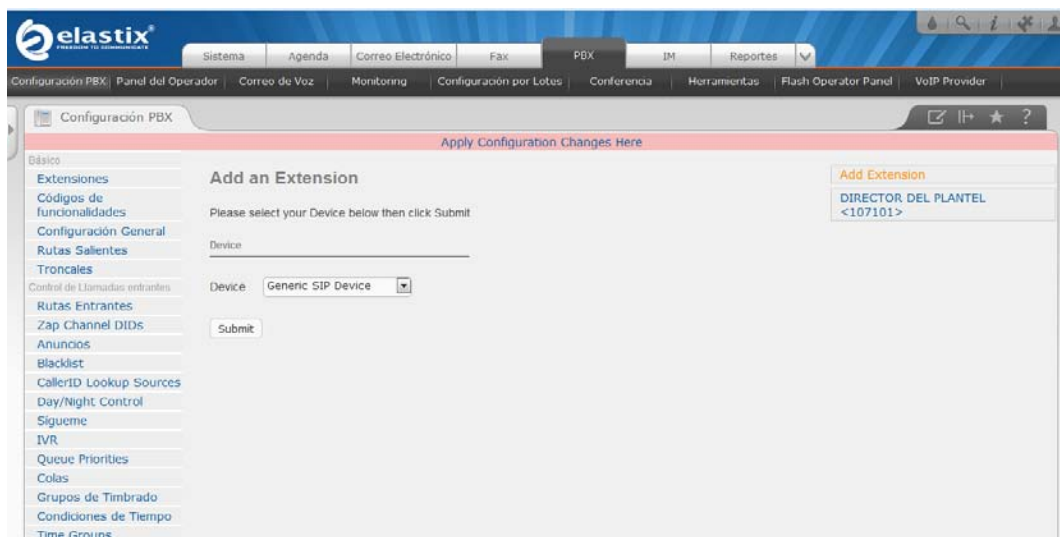 elastix®
FREEDOM TO COMMUNICATE
Sistema
Agenda
Correo Electrónico
Fax
PBX
IM
Reportes
Configuración PBX
Panel del Operador
Correo de Voz
Monitoring
Configuración por Lotes
Conferencia
Herramientas
Flash Operator Panel
VoIP Provider
Configuración PBX
Apply Configuration Changes Here
Básico
Extensiones
Códigos de
funcionalidades
Configuración General
Rutas Salientes
Troncales
Control de Llamadas entrantes
Rutas Entrantes
Zap Channel DIDs
Anuncios
Blacklist
CallerID Lookup Sources
Day/Night Control
Sígueme
IVR
Queue Priorities
Colas
Grupos de Timbrado
Condiciones de Tiempo
Time Groups
Add an Extension
Please select your Device below then click Submit
Device
Device
Generic SIP Device
Submit
Add Extension
DIRECTOR DEL PLANTEL
<107101>